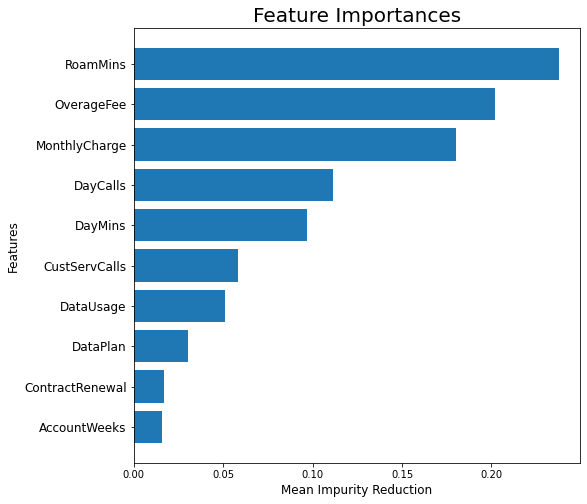 Feature Importances
RoamMins
OverageFee
MonthlyCharge
DayCalls
DayMins
CustServCalls
DataUsage
DataPlan
ContractRenewal
AccountWeeks
Features
0.00 0.05 0.10 0.15 0.20
Mean Impurity Reduction